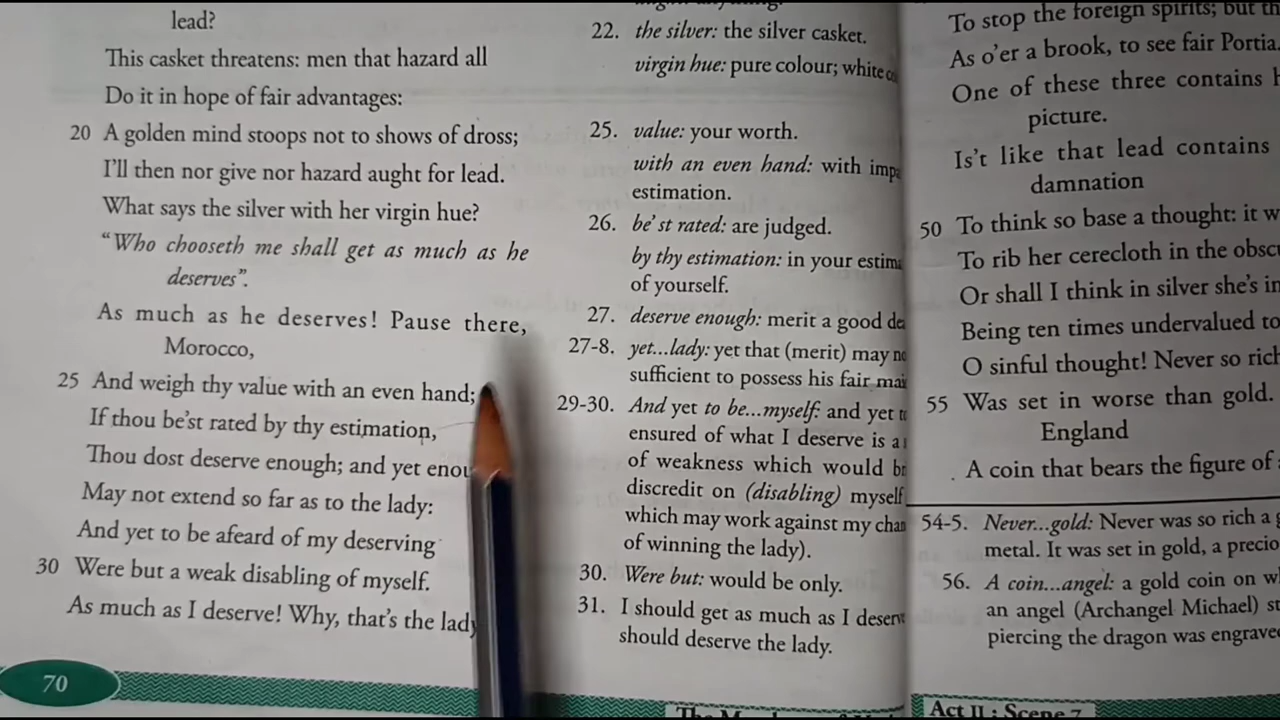 lead?
This casket threatens: men that hazard all
Do it in hope of fair advantages:
20 A golden mind stoops not to shows of dross;
I'll then nor give nor hazard aught for lead.
What says the silver with her virgin hue?
"Who chooseth me shall get as much as he
deserves".
As much as he deserves! Pause there,
Morocco,
25 And weigh thy value with an even hand;
If thou be'st rated by thy estimation,
Thou dost deserve enough; and yet
May not extend so far as to the lady:
And yet to be afeard of my deserving
30 Were but a weak disabling of myself.
As much as I deserve! Why, that's the
70
22. the silver: the silver casket.
virgin hue: pure colour; white
25. value: your worth.
with an even hand: with
estimation.
26. be'st rated: are judged.
by thy estimation: in your
of yourself.
27. deserve enough: merit a good
27-8. yet...lady: yet that (merit) may
sufficient to possess his fair
29-30. And yet to be...myself: and yet
ensured of what I deserve is a
of weakness which would
discredit on (disabling) myself
which may work against my
of winning the lady).
30. Were but: would be only.
31. I should get as much as I
should deserve the lady.
To stop the foreign spirits; but
As o'er a brook, to see fair Portia.
One of these three contains
picture.
Is't like that lead contains
damnation
50 To think so base a thought: it
To rib her cerecloth in the
Or shall I think in silver she's
Being ten times undervalued to
O sinful thought! Never so rich
55 Was set in worse than gold.
England
A coin that bears the figure of
54-5. Never...gold: Never was so rich a
metal. It was set in gold, a
56. A coin...angel: a gold coin on
an angel (Archangel Michael)
piercing the dragon was
Act II : Scene 7